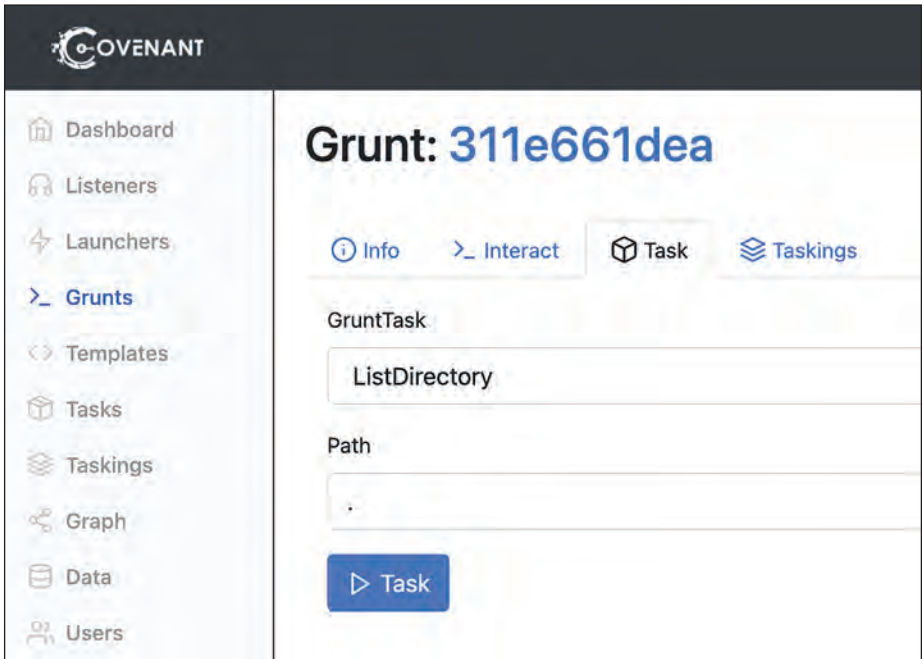 COVENANT
Dashboard
Listeners
Launchers
Grunts
Templates
Tasks
Taskings
Graph
Data
Users
Grunt: 311e661dea
Info
Interact
Task
Taskings
GruntTask
ListDirectory
Path
.
Task